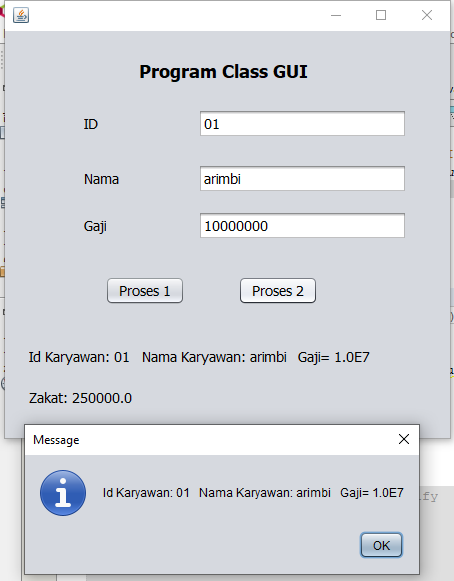 Program Class GUI
ID 01
Nama arimbi
Gaji 10000000
Proses 1 Proses 2
Id Karyawan: 01 Nama Karyawan: arimbi Gaji= 1.0E7
Zakat: 250000.0
Message
Id Karyawan: 01 Nama Karyawan: arimbi Gaji= 1.0E7
OK